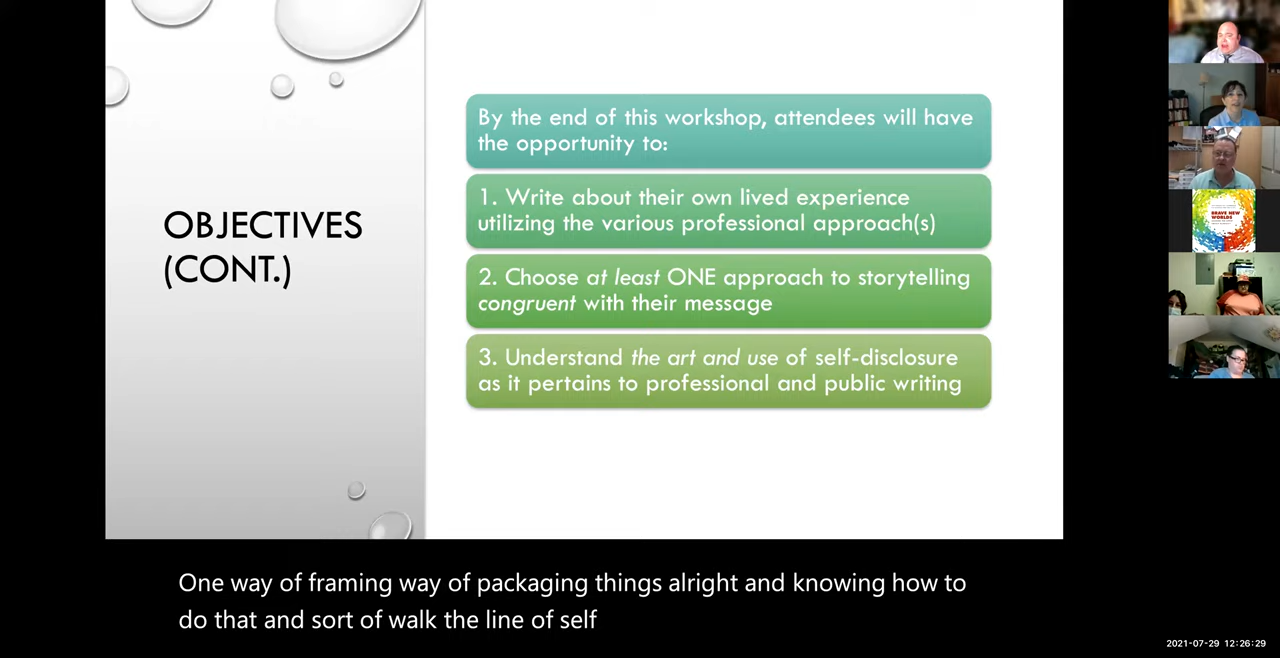 OBJECTIVES
(CONT.)
By the end of this workshop, attendees will have
the opportunity to:
1. Write about their own lived experience
utilizing the various professional approach(s)
2. Choose at least ONE approach to storytelling
congruent with their message
3. Understand the art and use of self-disclosure
as it pertains to professional and public writing
BRAVE NEW
WORLDS
One way of framing way of packaging things alright and knowing how to
do that and sort of walk the line of self
2021-07-29 12:26:29